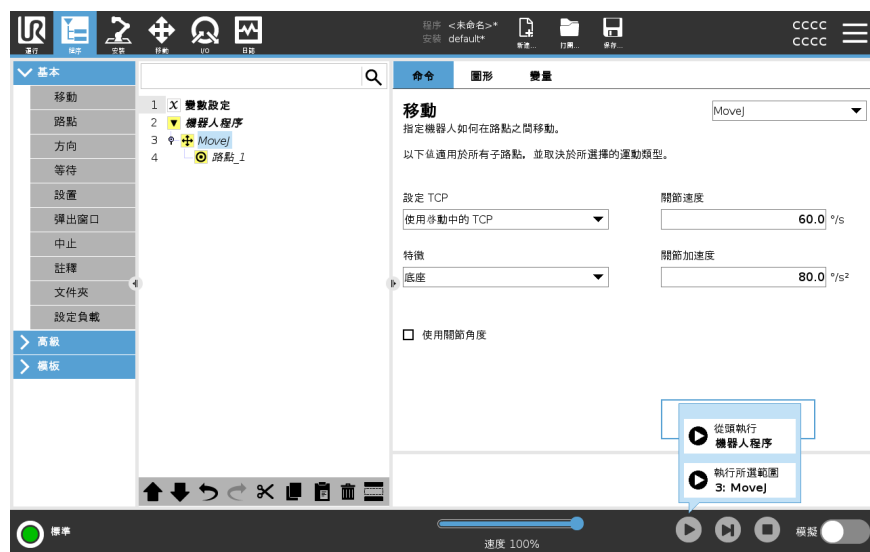 UR
運行
程序
安裝
移動
I/O
日誌
程序 <未命名>*
安裝 default*
新建...
打開...
保存...
CCCC
CCCC
基本
移動
路點
方向
等待
設置
彈出窗口
中止
註釋
文件夾
設定負載
高級
模板
1 X 變數設定
2 機器人程序
3 MoveJ
4 路點_1
命令 圖形 變量
移動
MoveJ
指定機器人如何在路點之間移動。
以下值適用於所有子路點，並取決於所選擇的運動類型。
設定 TCP
關節速度
使用啓動中的 TCP
60.0 °/s
特徵
關節加速度
底座
80.0 °/s²
使用關節角度
從頭執行
機器人程序
執行所選範圍
3: MoveJ
標準
速度 100%
模擬